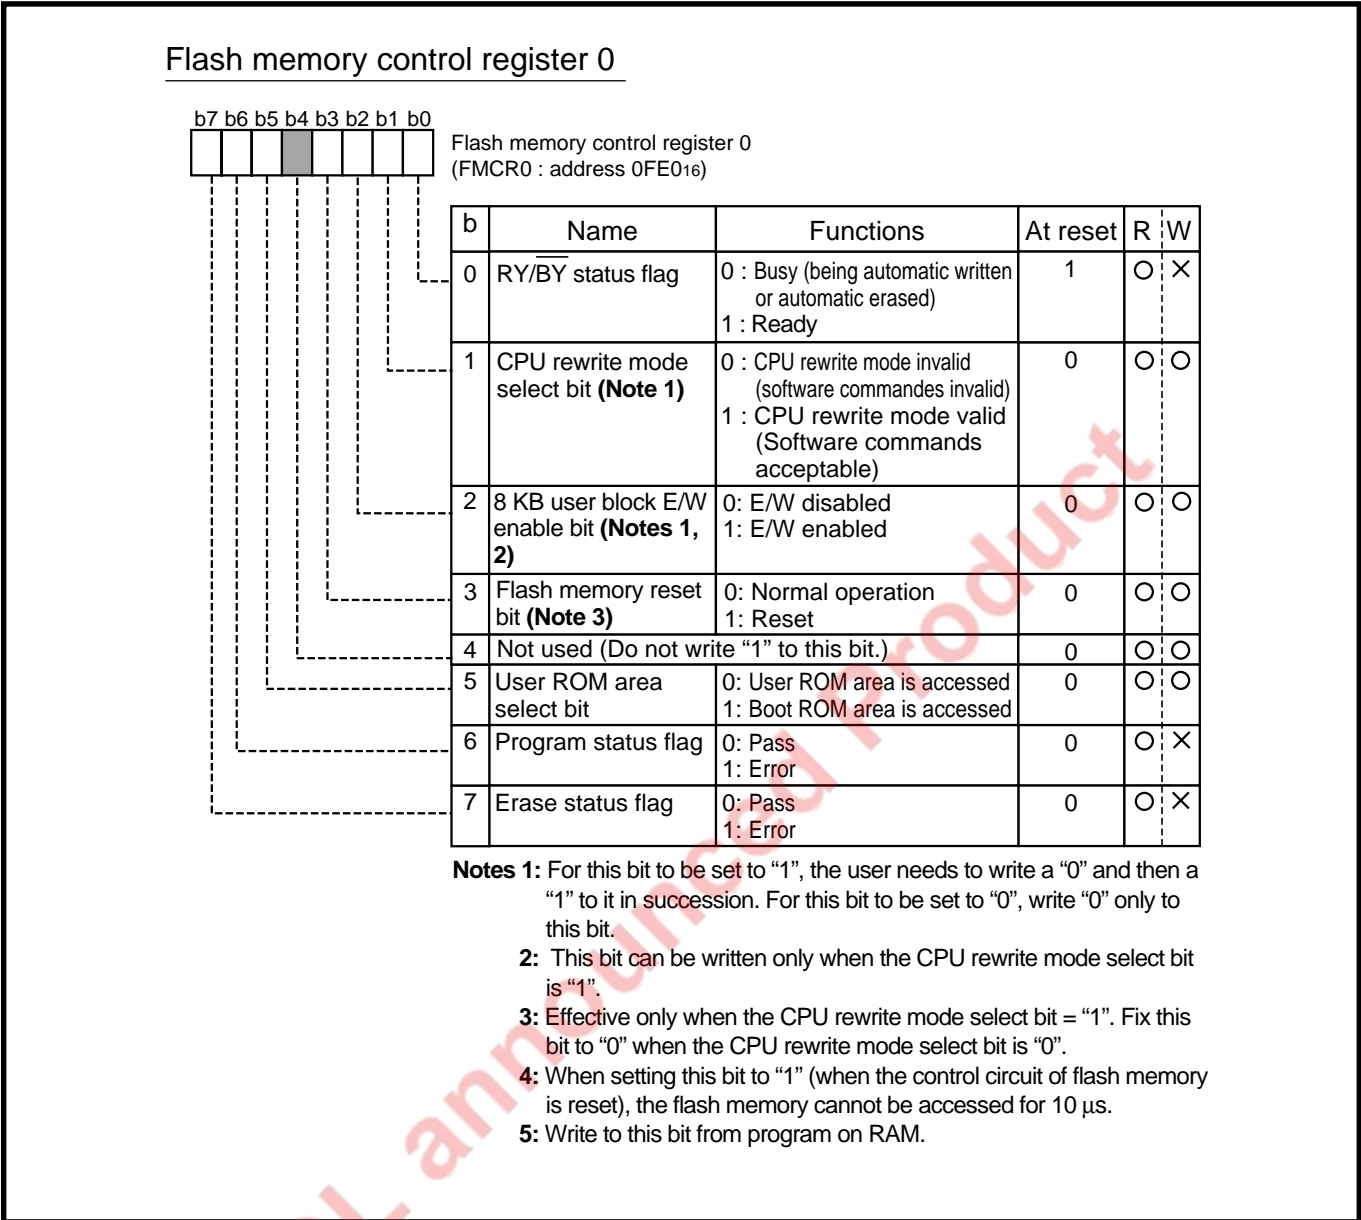 Flash memory control register 0
b7 b6 b5 b4 b3 b2 b1 b0
Flash memory control register 0
(FMCR0 : address 0FE016)
b Name Functions At reset R W
0 RY/BY status flag 0 : Busy (being automatic written or automatic erased) 1 : Ready 1 ○ ×
1 CPU rewrite mode select bit (Note 1) 0 : CPU rewrite mode invalid (software commandes invalid) 1 : CPU rewrite mode valid (Software commands acceptable) 0 ○ ○
2 8 KB user block E/W enable bit (Notes 1, 2) 0: E/W disabled 1: E/W enabled 0 ○ ○
3 Flash memory reset bit (Note 3) 0: Normal operation 1: Reset 0 ○ ○
4 Not used (Do not write “1” to this bit.) 0 ○ ○
5 User ROM area select bit 0: User ROM area is accessed 1: Boot ROM area is accessed 0 ○ ○
6 Program status flag 0: Pass 1: Error 0 ○ ×
7 Erase status flag 0: Pass 1: Error 0 ○ ×
Notes 1: For this bit to be set to “1”, the user needs to write a “0” and then a
“1” to it in succession. For this bit to be set to “0”, write “0” only to
this bit.
2: This bit can be written only when the CPU rewrite mode select bit
is “1”.
3: Effective only when the CPU rewrite mode select bit = “1”. Fix this
bit to “0” when the CPU rewrite mode select bit is “0”.
4: When setting this bit to “1” (when the control circuit of flash memory
is reset), the flash memory cannot be accessed for 10 μs.
5: Write to this bit from program on RAM.
announced Product